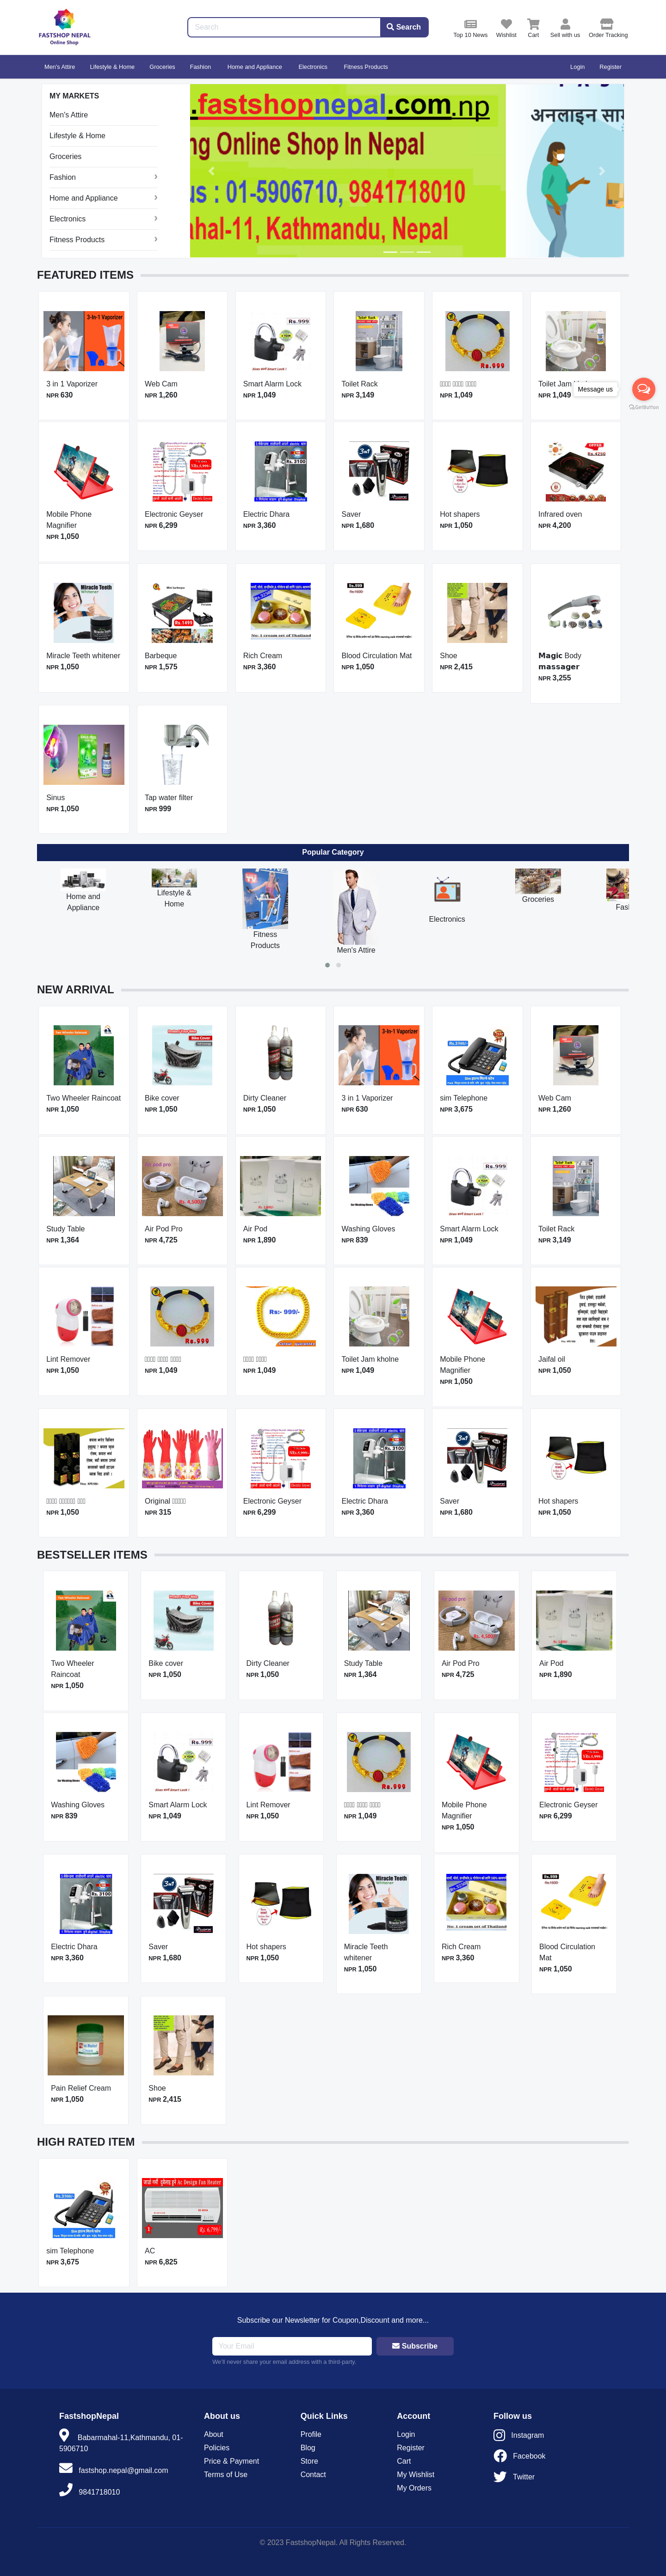 FASTSHOP NEPAL
Online Shop
Search
Search
Top 10 News
Wishlist
Cart
Sell with us
Order Tracking
Men's Attire
Lifestyle & Home
Groceries
Fashion
Home and Appliance
Electronics
Fitness Products
Login
Register
MY MARKETS
Men's Attire
Lifestyle & Home
Groceries
Fashion
Home and Appliance
Electronics
Fitness Products
.fastshopnepal.com.np
ng Online Shop In Nepal
us : 01-5906710, 9841718010
ahal-11, Kathmandu, Nepal
FEATURED ITEMS
3 in 1 Vaporizer
NPR 630
Web Cam
NPR 1,260
Smart Alarm Lock
NPR 1,049
Toilet Rack
NPR 3,149
NPR 1,049
Toilet Jam
NPR 1,049
Message us
GetButton
Mobile Phone
Magnifier
NPR 1,050
Electronic Geyser
NPR 6,299
Electric Dhara
NPR 3,360
Saver
NPR 1,680
Hot shapers
NPR 1,050
Infrared oven
NPR 4,200
Miracle Teeth whitener
NPR 1,050
Barbeque
NPR 1,575
Rich Cream
NPR 3,360
Blood Circulation Mat
NPR 1,050
Shoe
NPR 2,415
Magic Body
massager
NPR 3,255
Sinus
NPR 1,050
Tap water filter
NPR 999
Popular Category
Home and
Appliance
Lifestyle &
Home
Fitness
Products
Men's Attire
Electronics
Groceries
Fas
NEW ARRIVAL
Two Wheeler Raincoat
NPR 1,050
Bike cover
NPR 1,050
Dirty Cleaner
NPR 1,050
3 in 1 Vaporizer
NPR 630
sim Telephone
NPR 3,675
Web Cam
NPR 1,260
Study Table
NPR 1,364
Air Pod Pro
NPR 4,725
Air Pod
NPR 1,890
Washing Gloves
NPR 839
Smart Alarm Lock
NPR 1,049
Toilet Rack
NPR 3,149
Lint Remover
NPR 1,050
NPR 1,049
NPR 1,049
Toilet Jam kholne
NPR 1,049
Mobile Phone
Magnifier
NPR 1,050
Jaifal oil
NPR 1,050
NPR 1,050
Original
NPR 315
Electronic Geyser
NPR 6,299
Electric Dhara
NPR 3,360
Saver
NPR 1,680
Hot shapers
NPR 1,050
BESTSELLER ITEMS
Two Wheeler
Raincoat
NPR 1,050
Bike cover
NPR 1,050
Dirty Cleaner
NPR 1,050
Study Table
NPR 1,364
Air Pod Pro
NPR 4,725
Air Pod
NPR 1,890
Washing Gloves
NPR 839
Smart Alarm Lock
NPR 1,049
Lint Remover
NPR 1,050
NPR 1,049
Mobile Phone
Magnifier
NPR 1,050
Electronic Geyser
NPR 6,299
Electric Dhara
NPR 3,360
Saver
NPR 1,680
Hot shapers
NPR 1,050
Miracle Teeth
whitener
NPR 1,050
Rich Cream
NPR 3,360
Blood Circulation
Mat
NPR 1,050
Pain Relief Cream
NPR 1,050
Shoe
NPR 2,415
HIGH RATED ITEM
sim Telephone
NPR 3,675
AC
NPR 6,825
Subscribe our Newsletter for Coupon,Discount and more...
Your Email
Subscribe
We'll never share your email address with a third-party.
FastshopNepal
Babarmahal-11,Kathmandu, 01-
5906710
fastshop.nepal@gmail.com
9841718010
About us
About
Policies
Price & Payment
Terms of Use
Quick Links
Profile
Blog
Store
Contact
Account
Login
Register
Cart
My Wishlist
My Orders
Follow us
Instagram
Facebook
Twitter
© 2023 FastshopNepal. All Rights Reserved.